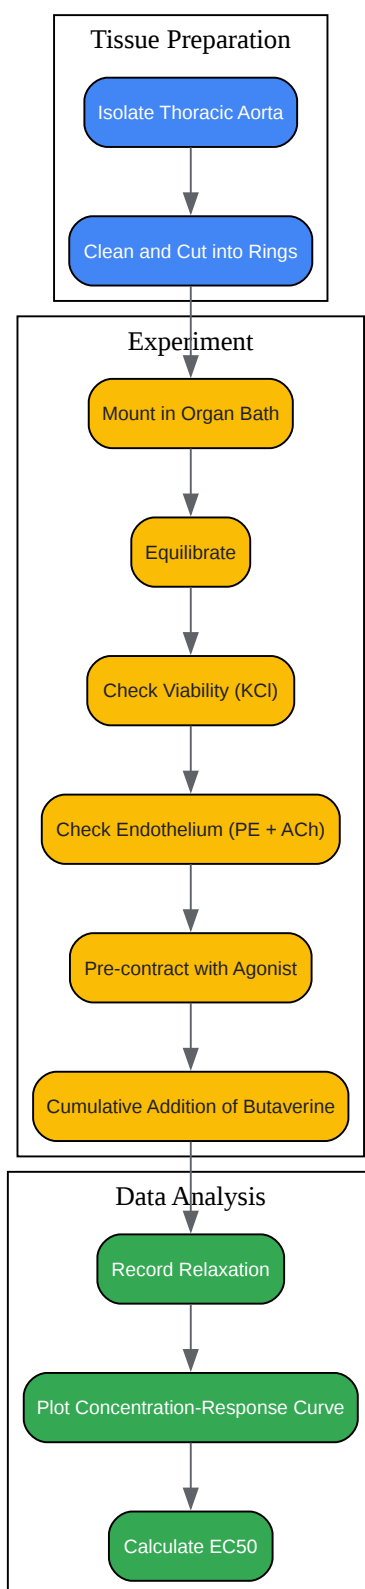 Tissue Preparation
Isolate Thoracic Aorta
Clean and Cut into Rings
Experiment
Mount in Organ Bath
Equilibrate
Check Viability (KCl)
Check Endothelium (PE + ACh)
Pre-contract with Agonist
Cumulative Addition of Butaverine
Data Analysis
Record Relaxation
Plot Concentration-Response Curve
Calculate EC50